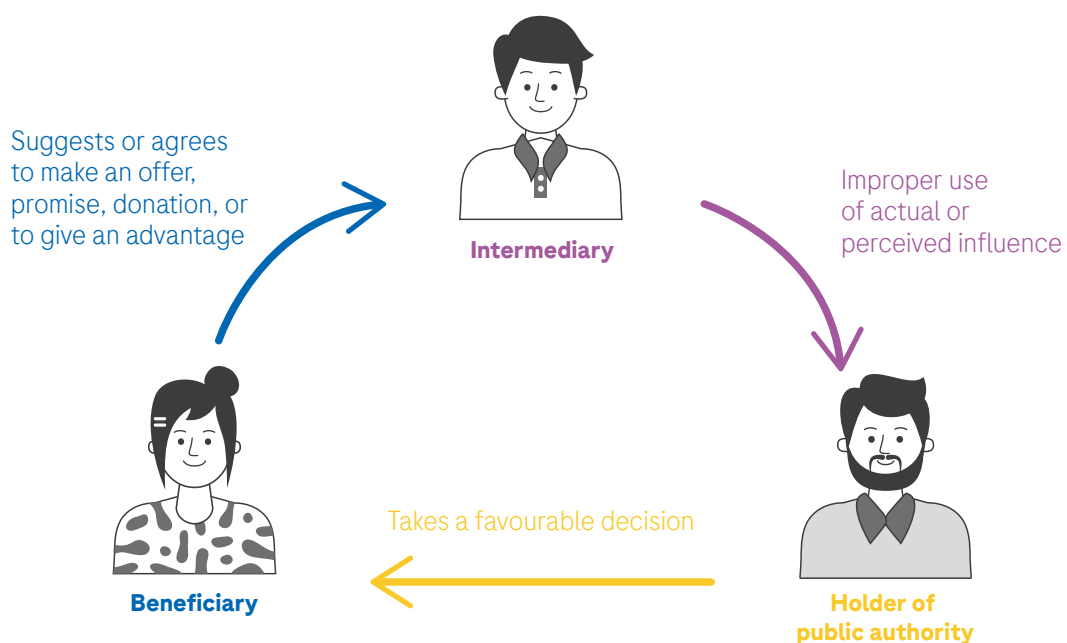 Suggests or agrees
to make an offer,
promise, donation, or
to give an advantage
Intermediary
Improper use
of actual or
perceived influence
Takes a favourable decision
Beneficiary
Holder of
public authority